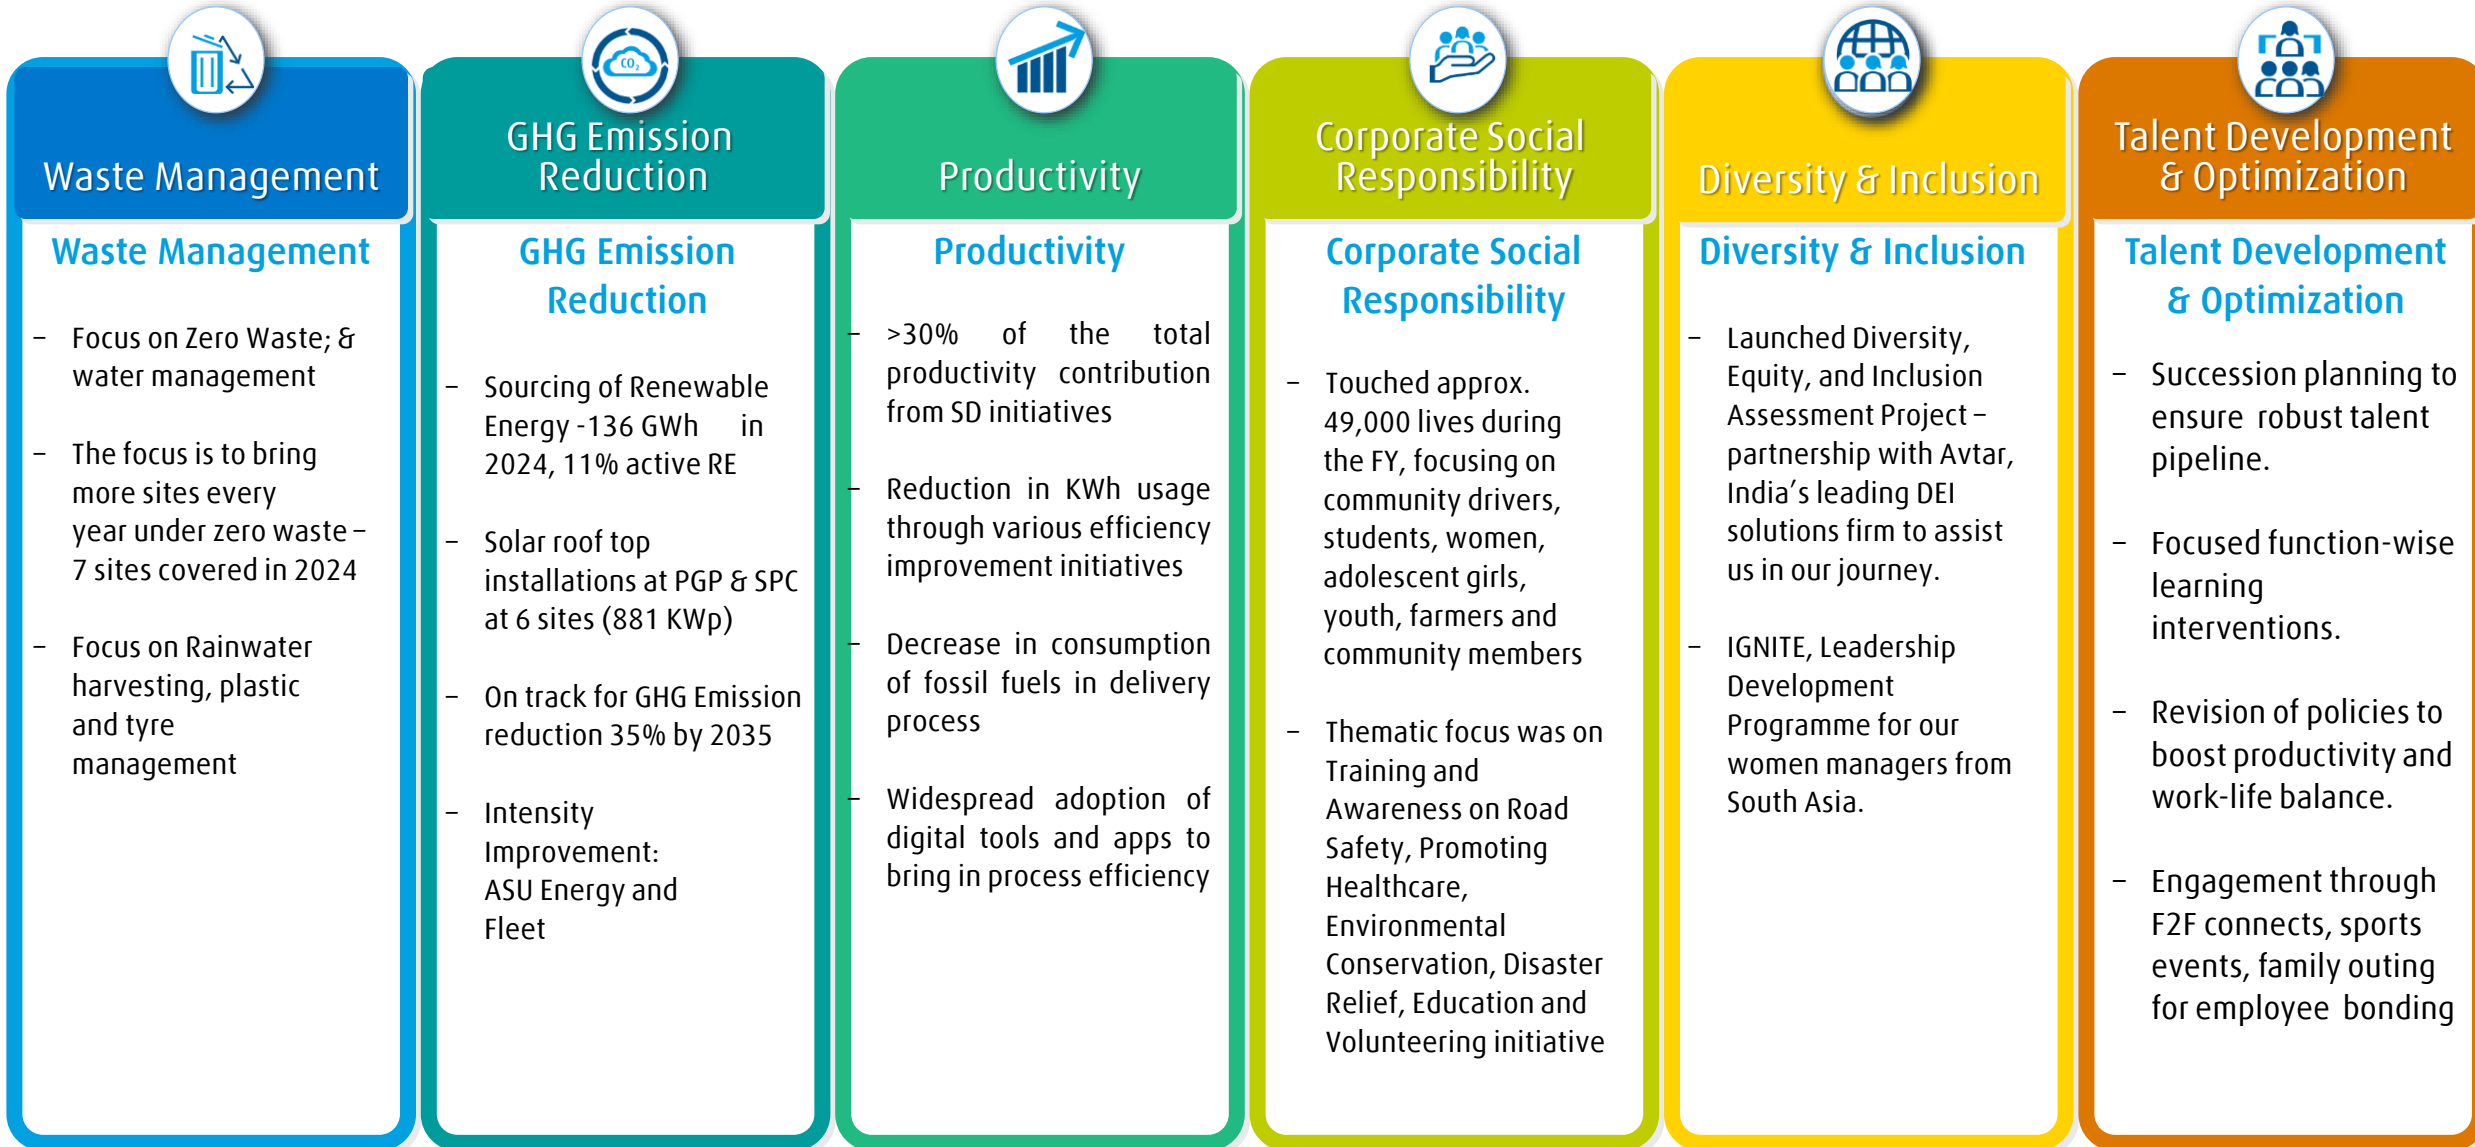 Waste Management
Waste Management
– Focus on Zero Waste; &
water management
– The focus is to bring
more sites every
year under zero waste –
7 sites covered in 2024
– Focus on Rainwater
harvesting, plastic
and tyre
management
CO2
GHG Emission
Reduction
GHG Emission
Reduction
– Sourcing of Renewable
Energy -136 GWh in
2024, 11% active RE
– Solar roof top
installations at PGP & SPC
at 6 sites (881 KWp)
– On track for GHG Emission
reduction 35% by 2035
– Intensity
Improvement:
ASU Energy and
Fleet
Productivity
Productivity
– >30% of the total
productivity contribution
from SD initiatives
– Reduction in KWh usage
through various efficiency
improvement initiatives
– Decrease in consumption
of fossil fuels in delivery
process
– Widespread adoption of
digital tools and apps to
bring in process efficiency
Corporate Social
Responsibility
Corporate Social
Responsibility
– Touched approx.
49,000 lives during
the FY, focusing on
community drivers,
students, women,
adolescent girls,
youth, farmers and
community members
– Thematic focus was on
Training and
Awareness on Road
Safety, Promoting
Healthcare,
Environmental
Conservation, Disaster
Relief, Education and
Volunteering initiative
Diversity & Inclusion
Diversity & Inclusion
– Launched Diversity,
Equity, and Inclusion
Assessment Project –
partnership with Avtar,
India’s leading DEI
solutions firm to assist
us in our journey.
– IGNITE, Leadership
Development
Programme for our
women managers from
South Asia.
Talent Development
& Optimization
Talent Development
& Optimization
– Succession planning to
ensure robust talent
pipeline.
– Focused function-wise
learning
interventions.
– Revision of policies to
boost productivity and
work-life balance.
– Engagement through
F2F connects, sports
events, family outing
for employee bonding